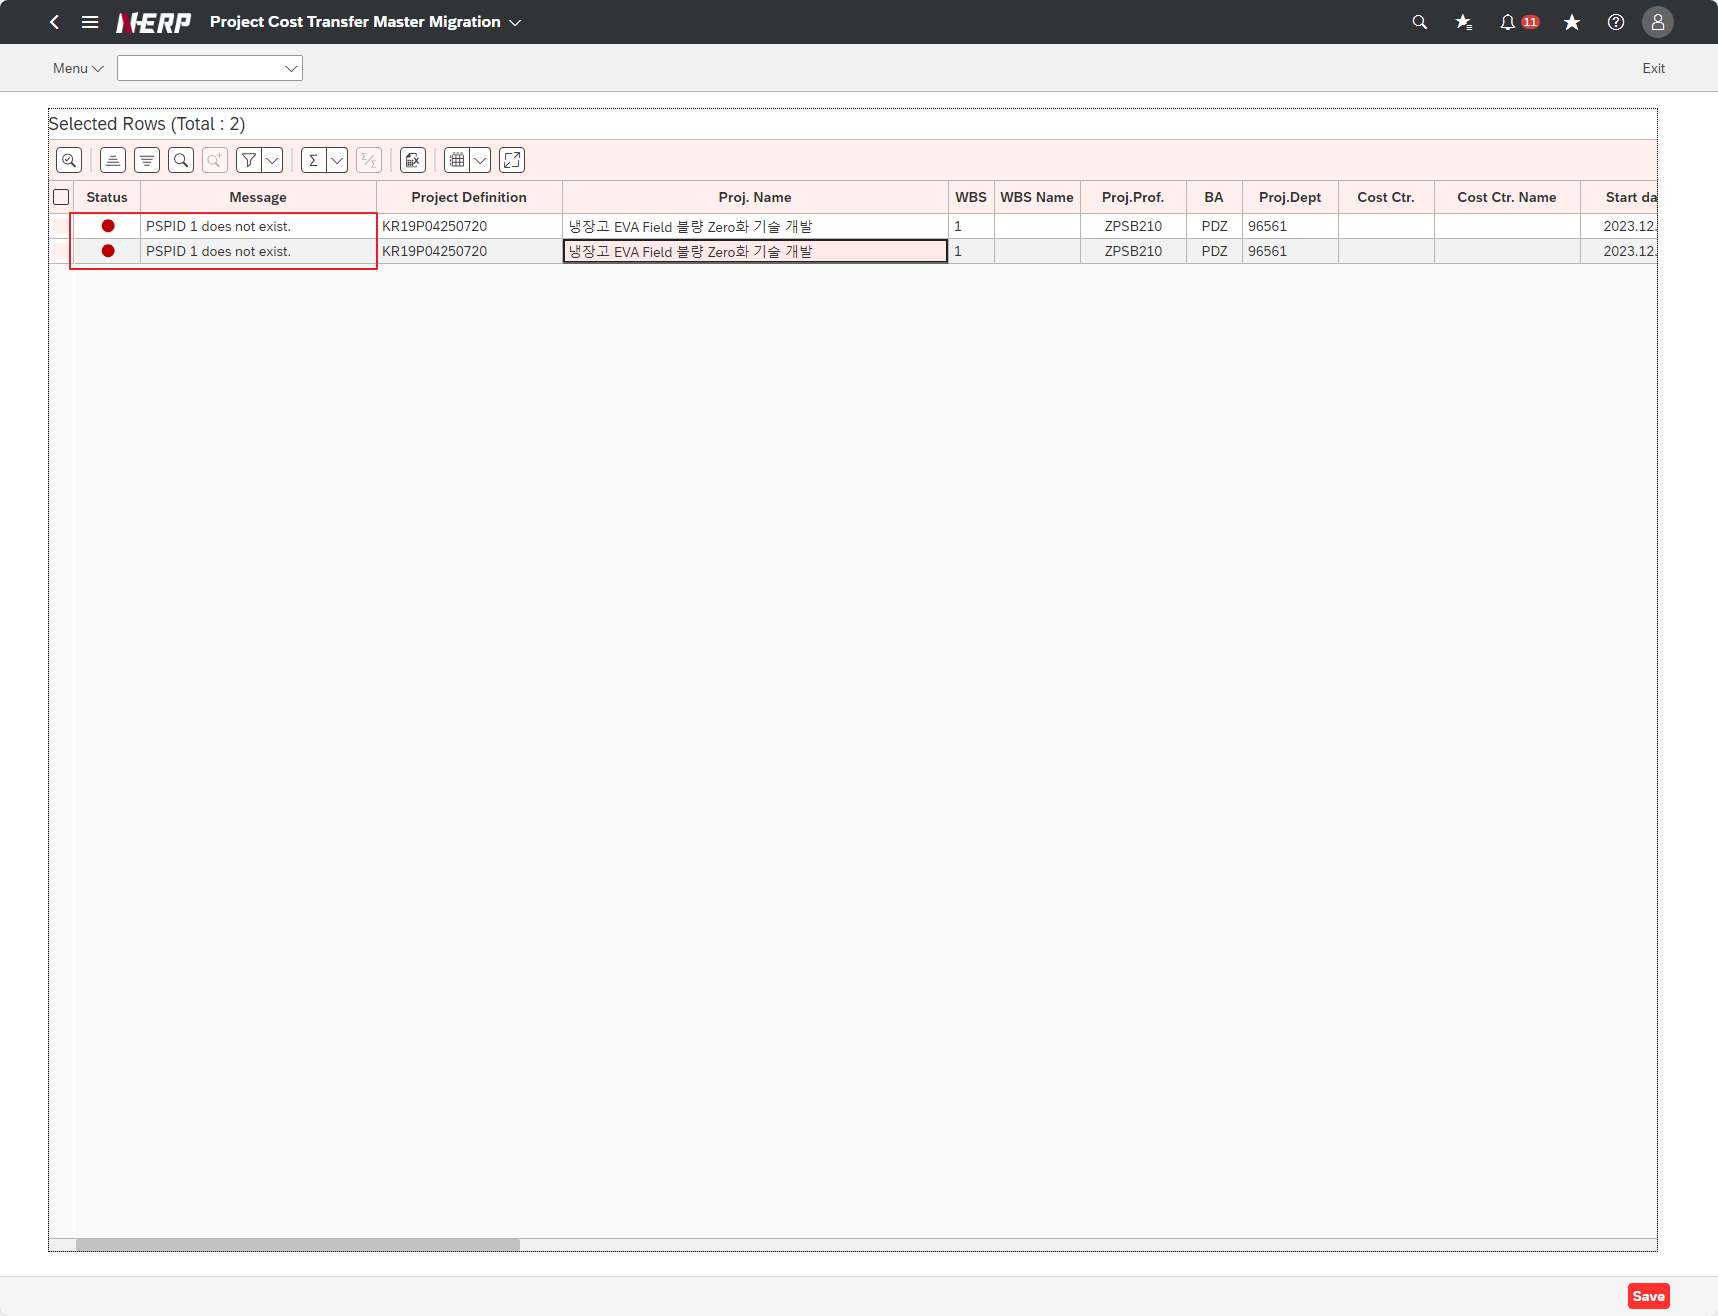 NERP Project Cost Transfer Master Migration 11
Menu Exit
Selected Rows (Total : 2)
Status Message Project Definition Proj. Name WBS WBS Name Proj.Prof. BA Proj.Dept Cost Ctr. Cost Ctr. Name Start da
PSPID 1 does not exist. KR19P04250720 냉장고 EVA Field 불량 Zero화 기술 개발 1 ZPSB210 PDZ 96561 2023.12.
PSPID 1 does not exist. KR19P04250720 냉장고 EVA Field 불량 Zero화 기술 개발 1 ZPSB210 PDZ 96561 2023.12.
Save